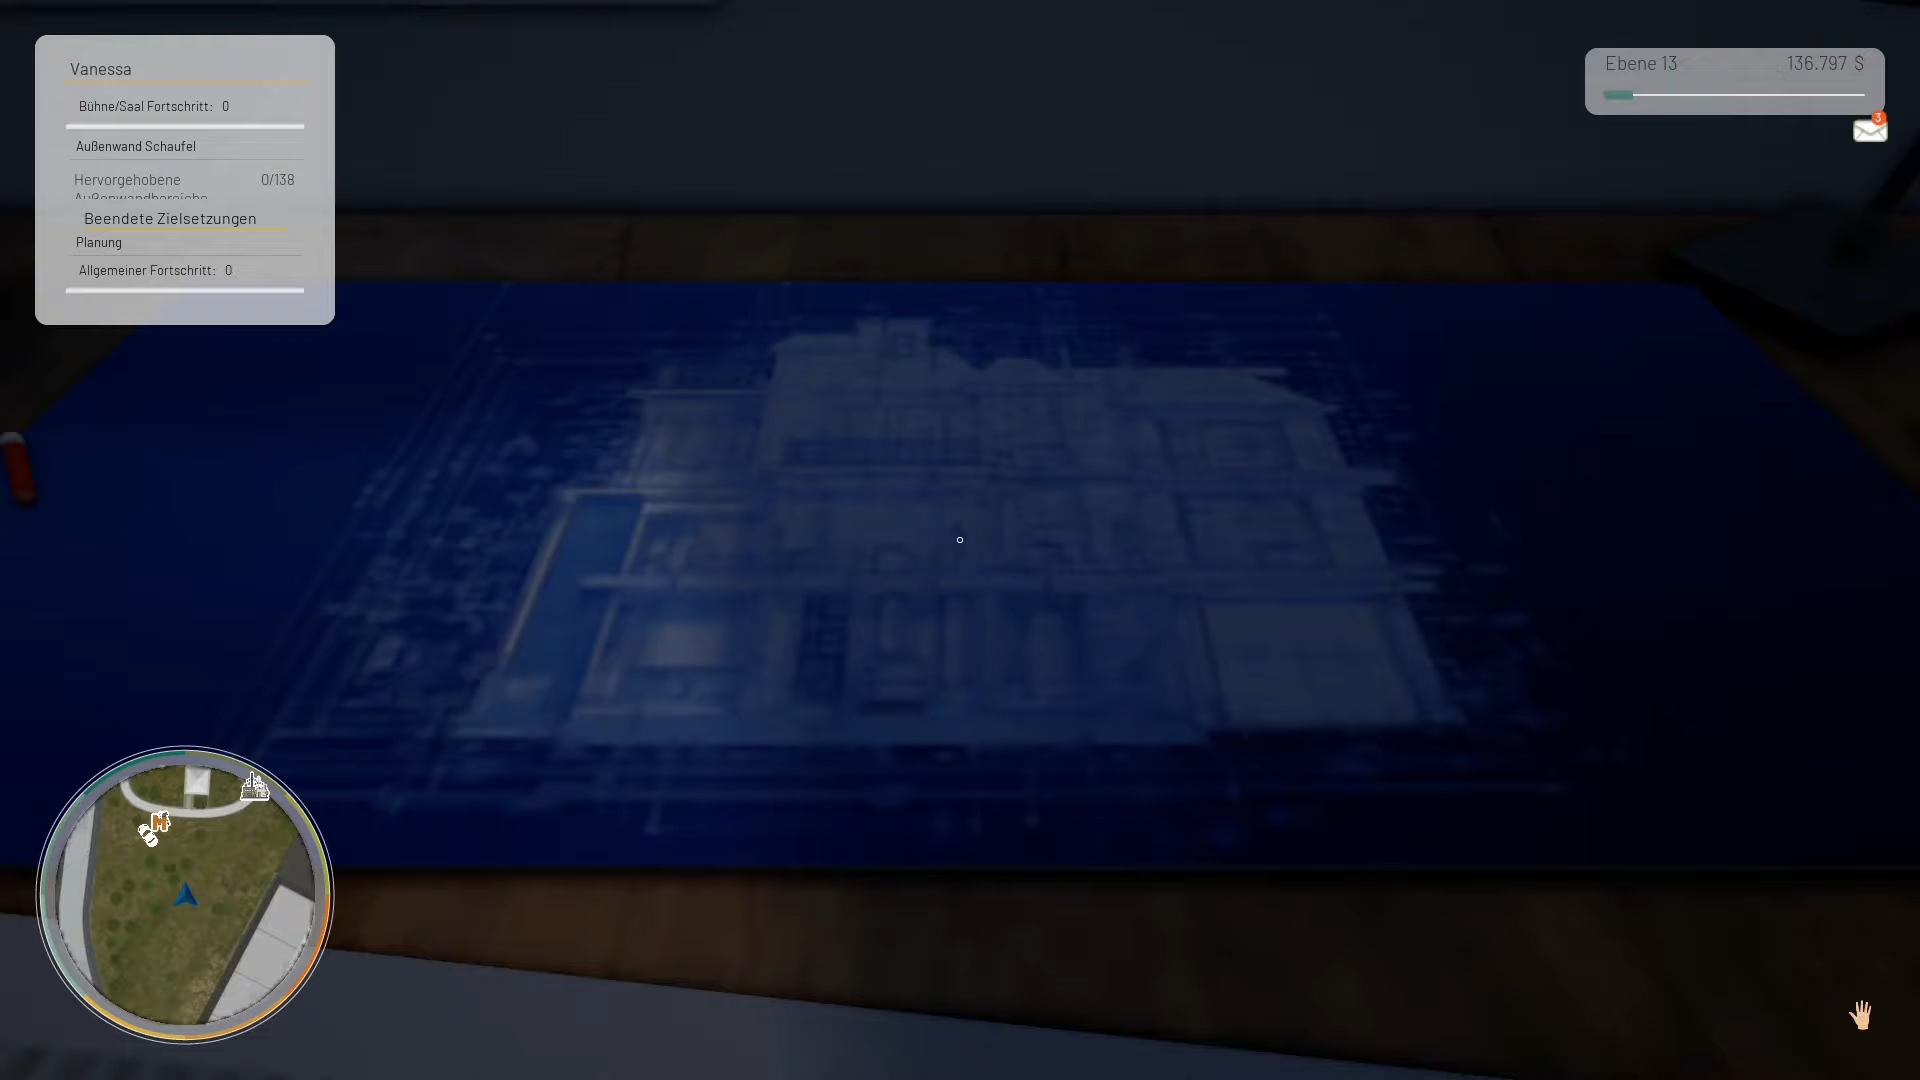 Vanessa
Bühne/Saal Fortschritt: 0
Außenwand Schaufel
Hervorgehobene 0/138
Außenwandbereiche
Beendete Zielsetzungen
Planung
Allgemeiner Fortschritt: 0
Ebene 13 136.797 $
3
M